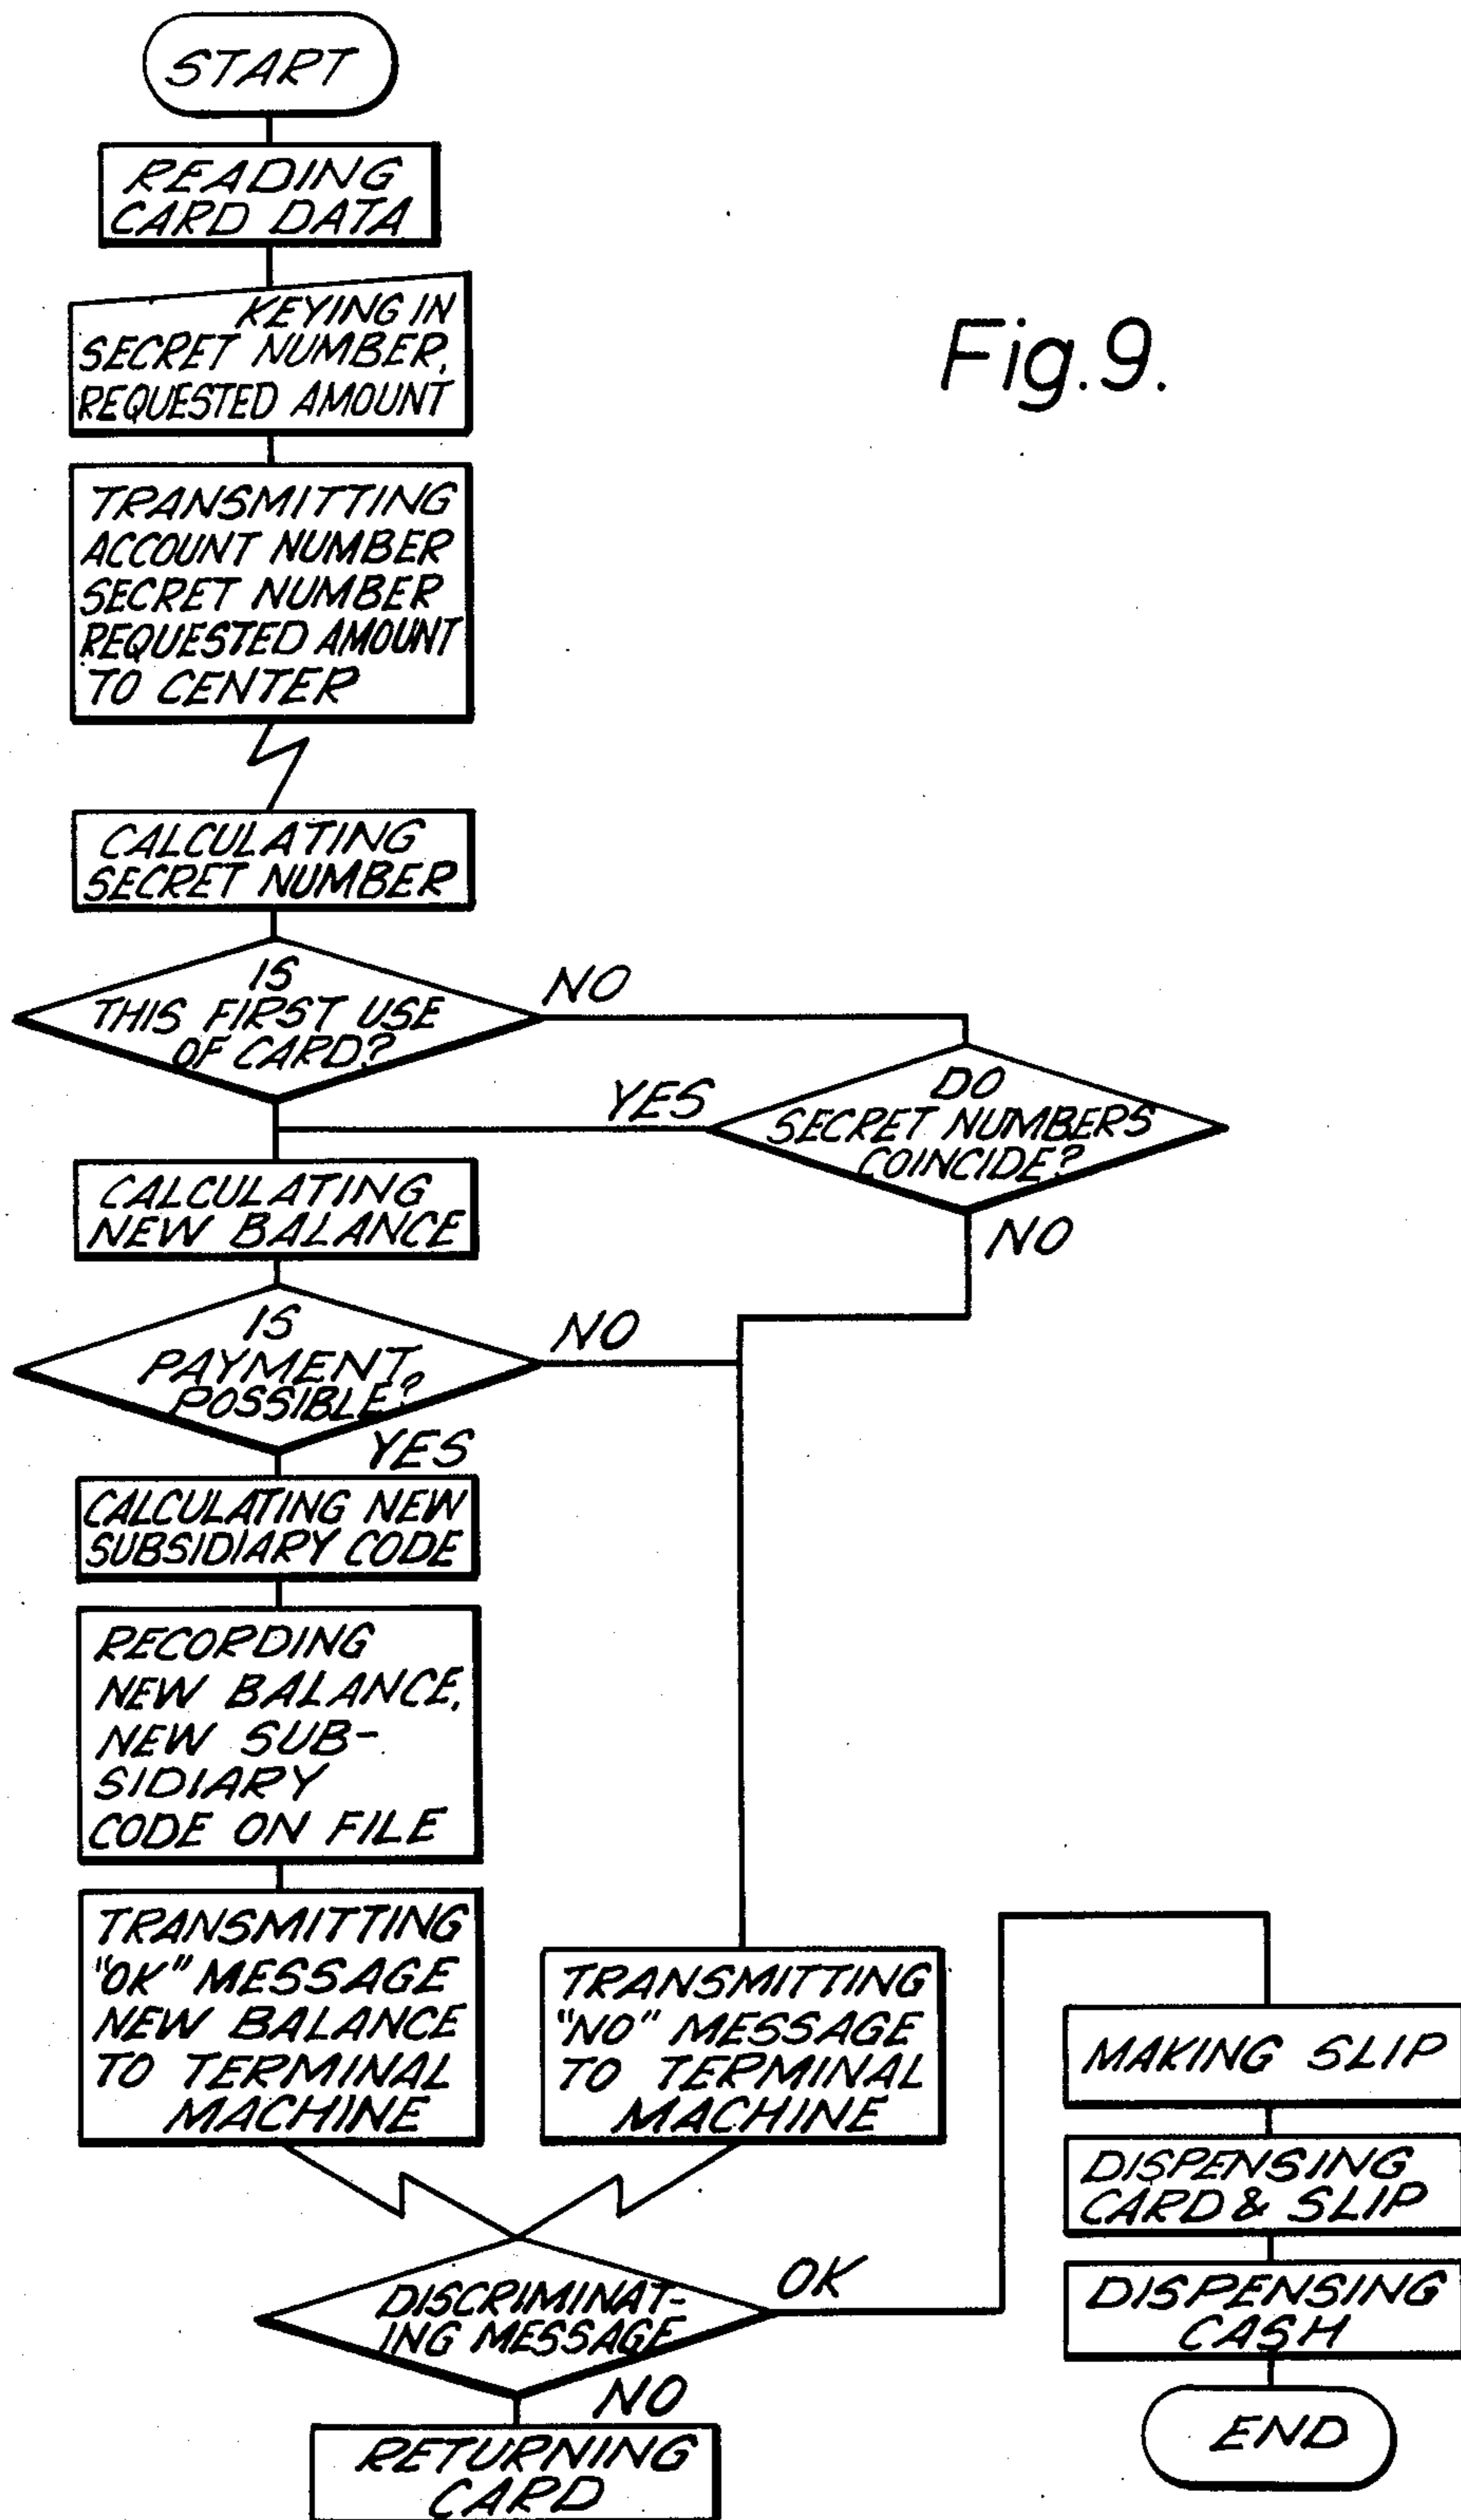 START
READING
CARD DATA
KEYING IN
SECRET NUMBER,
REQUESTED AMOUNT
Fig.9.
TRANSMITTING
ACCOUNT NUMBER
SECRET NUMBER
REQUESTED AMOUNT
TO CENTER
CALCULATING
SECRET NUMBER
IS
THIS FIRST USE
OF CARD?
NO
DO
SECRET NUMBERS
COINCIDE?
YES
NO
CALCULATING
NEW BALANCE
IS
PAYMENT
POSSIBLE?
NO
YES
CALCULATING NEW
SUBSIDIARY CODE
RECORDING
NEW BALANCE,
NEW SUB-
SIDIARY
CODE ON FILE
TRANSMITTING
"OK" MESSAGE
NEW BALANCE
TO TERMINAL
MACHINE
TRANSMITTING
"NO" MESSAGE
TO TERMINAL
MACHINE
DISCRIMINAT-
ING MESSAGE
OK
NO
RETURNING
CARD
MAKING SLIP
DISPENSING
CARD & SLIP
DISPENSING
CASH
END